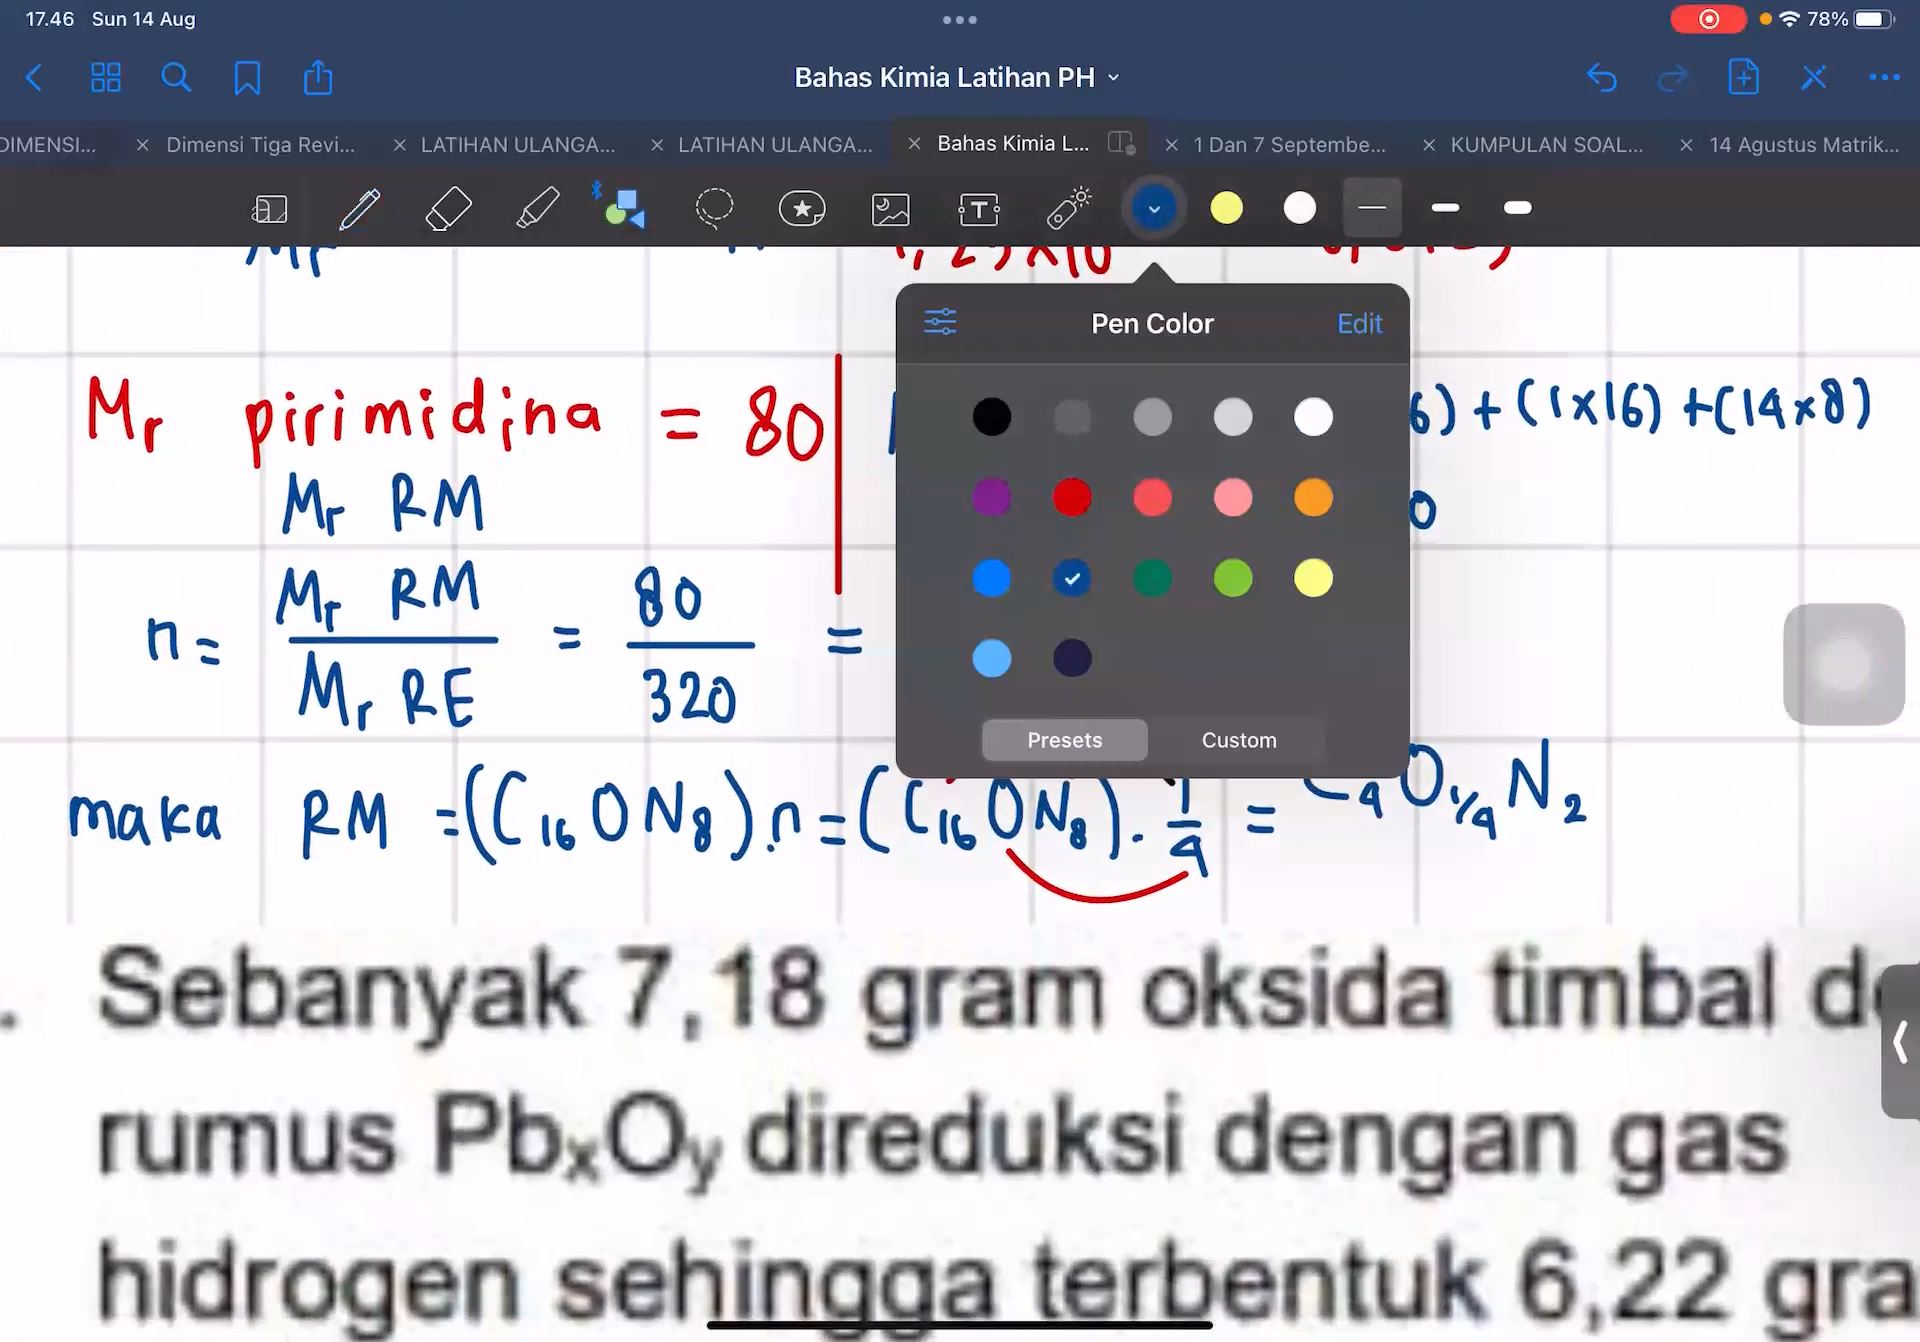 17.46 Sun 14 Aug
78%
Bahas Kimia Latihan PH
DIMENSI... × Dimensi Tiga Revi... × LATIHAN ULANGA... × LATIHAN ULANGA... × Bahas Kimia L... × 1 Dan 7 Septembe... × KUMPULAN SOAL... × 14 Agustus Matrik...
Pen Color
Edit
Presets
Custom
Mr pirimidina = 80
6) + (1x16) + (14x8)
Mr RM
0
n = Mr RM / Mr RE = 80 / 320 =
maka RM = (C16ON8).n = (C16ON8). 1/4 = C4O1/4N2
Sebanyak 7,18 gram oksida timbal
rumus PbxOy direduksi dengan gas
hidrogen sehingga terbentuk 6,22 gra